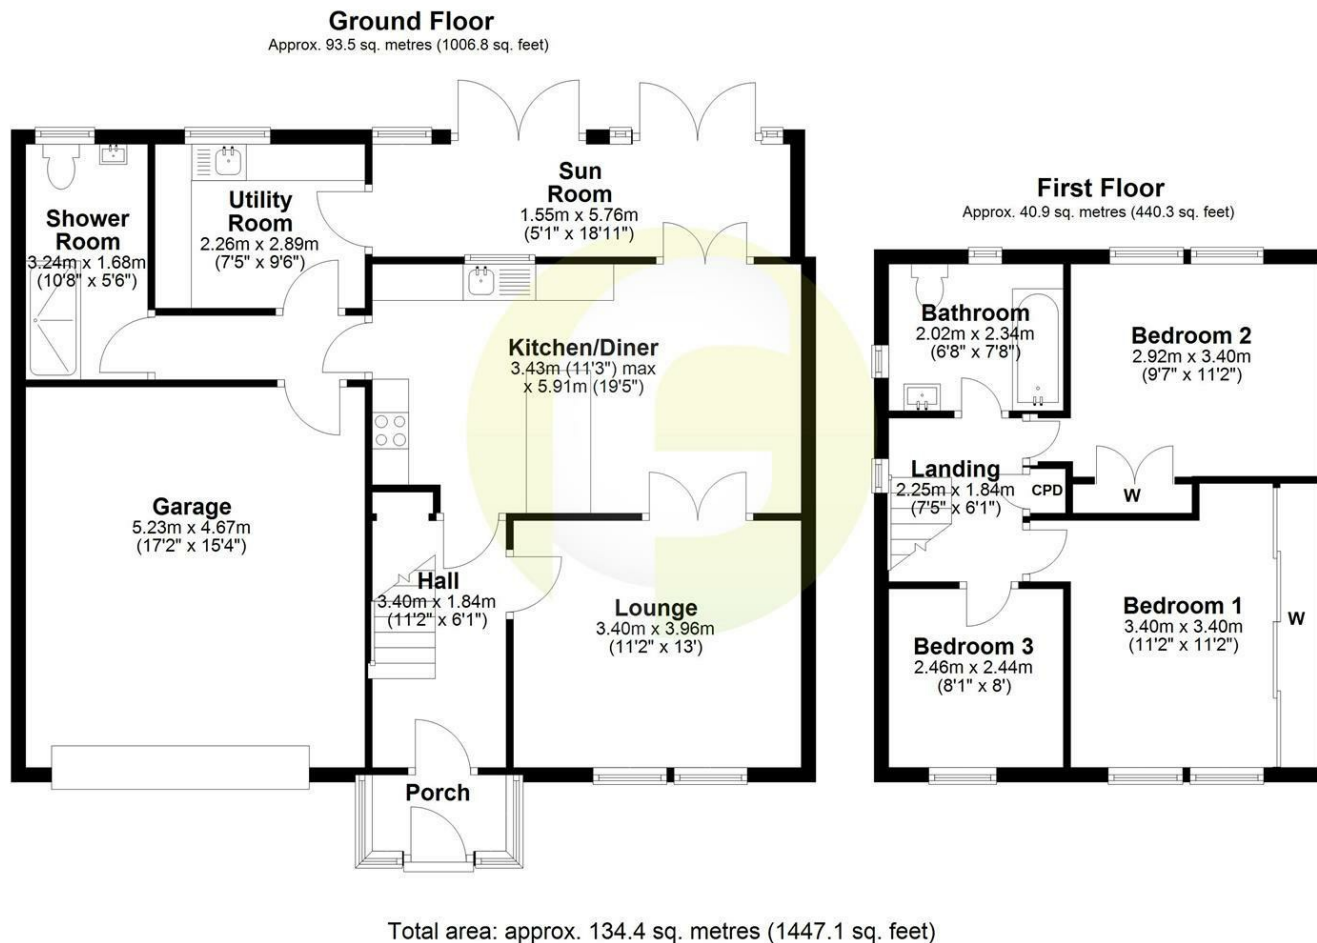 Ground Floor
Approx. 93.5 sq. metres (1006.8 sq. feet)
Shower
Room
3.24m x 1.68m
(10'8" x 5'6")
Utility
Room
2.26m x 2.89m
(7'5" x 9'6")
Sun
Room
1.55m x 5.76m
(5'1" x 18'11")
Kitchen/Diner
3.43m (11'3") max
x 5.91m (19'5")
Garage
5.23m x 4.67m
(17'2" x 15'4")
Hall
3.40m x 1.84m
(11'2" x 6'1")
Lounge
3.40m x 3.96m
(11'2" x 13')
Porch
First Floor
Approx. 40.9 sq. metres (440.3 sq. feet)
Bathroom
2.02m x 2.34m
(6'8" x 7'8")
Bedroom 2
2.92m x 3.40m
(9'7" x 11'2")
Landing
2.25m x 1.84m
(7'5" x 6'1")
CPD
W
Bedroom 1
3.40m x 3.40m
(11'2" x 11'2")
W
Bedroom 3
2.46m x 2.44m
(8'1" x 8')
Total area: approx. 134.4 sq. metres (1447.1 sq. feet)